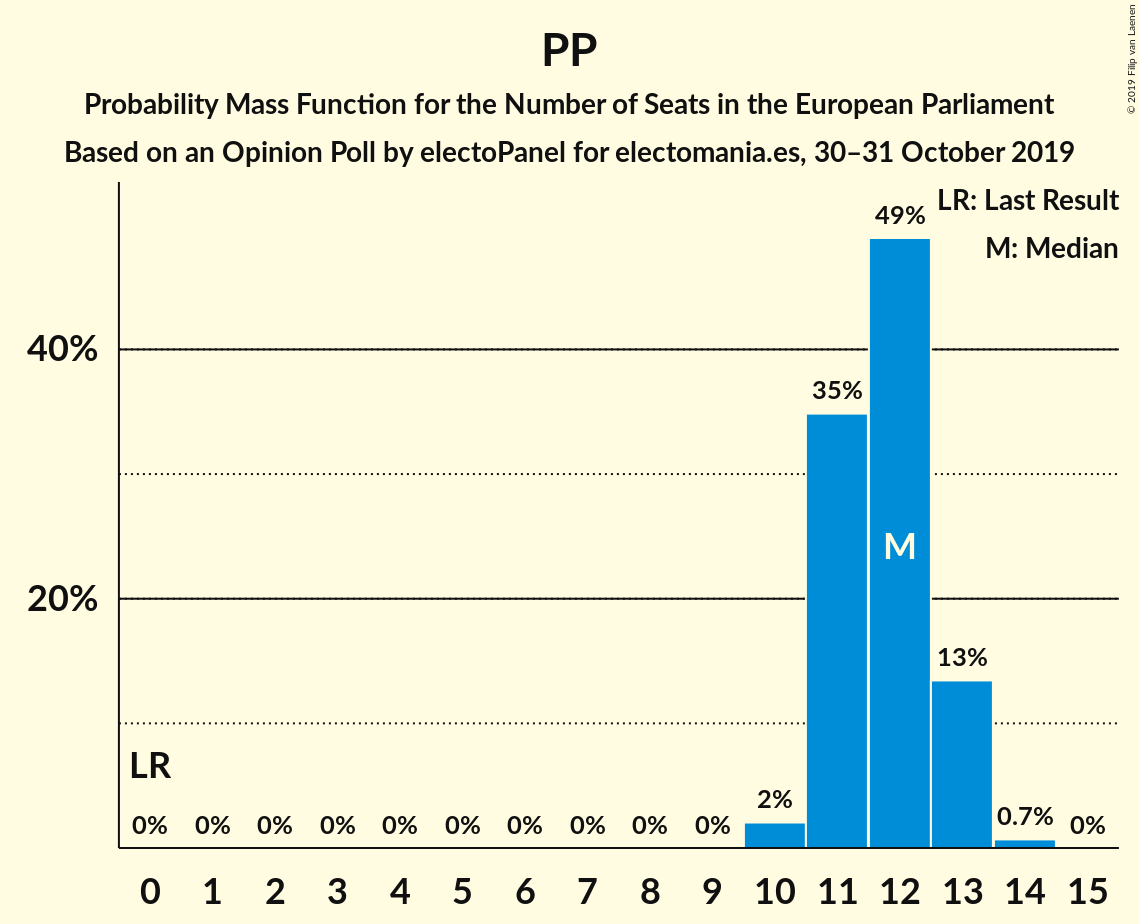 PP
Probability Mass Function for the Number of Seats in the European Parliament
Based on an Opinion Poll by electoPanel for electomania.es, 30–31 October 2019
© 2019 Filip van Laenen
LR: Last Result
M: Median
49%
40%
35%
M
20%
13%
LR
2%
0.7%
0% 0% 0% 0% 0% 0% 0% 0% 0% 0% 0%
0 1 2 3 4 5 6 7 8 9 10 11 12 13 14 15